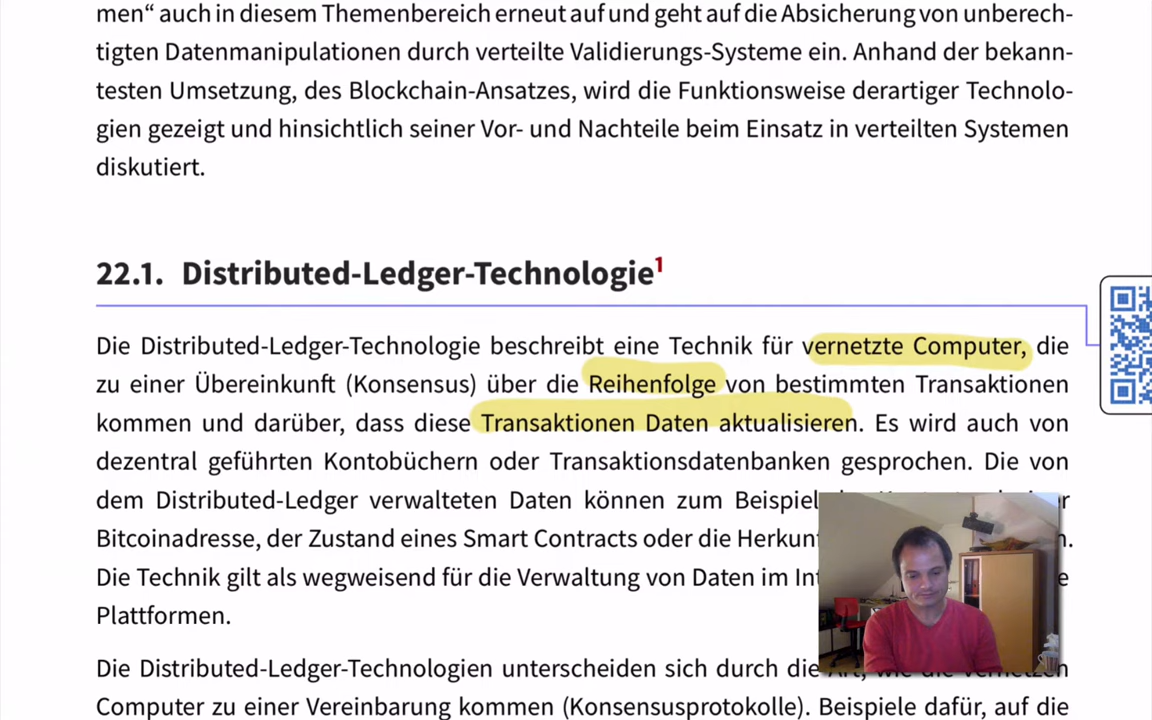 men“ auch in diesem Themenbereich erneut auf und geht auf die Absicherung von unberech-
tigten Datenmanipulationen durch verteilte Validierungs-Systeme ein. Anhand der bekann-
testen Umsetzung, des Blockchain-Ansatzes, wird die Funktionsweise derartiger Technolo-
gien gezeigt und hinsichtlich seiner Vor- und Nachteile beim Einsatz in verteilten Systemen
diskutiert.
22.1. Distributed-Ledger-Technologie¹
Die Distributed-Ledger-Technologie beschreibt eine Technik für vernetzte Computer, die
zu einer Übereinkunft (Konsensus) über die Reihenfolge von bestimmten Transaktionen
kommen und darüber, dass diese Transaktionen Daten aktualisieren. Es wird auch von
dezentral geführten Kontobüchern oder Transaktionsdatenbanken gesprochen. Die von
dem Distributed-Ledger verwalteten Daten können zum Beispiel
Bitcoinadresse, der Zustand eines Smart Contracts oder die
Die Technik gilt als wegweisend für die Verwaltung von Daten im
Plattformen.
Die Distributed-Ledger-Technologien unterscheiden sich durch die
Computer zu einer Vereinbarung kommen (Konsensusprotokolle). Beispiele dafür, auf die